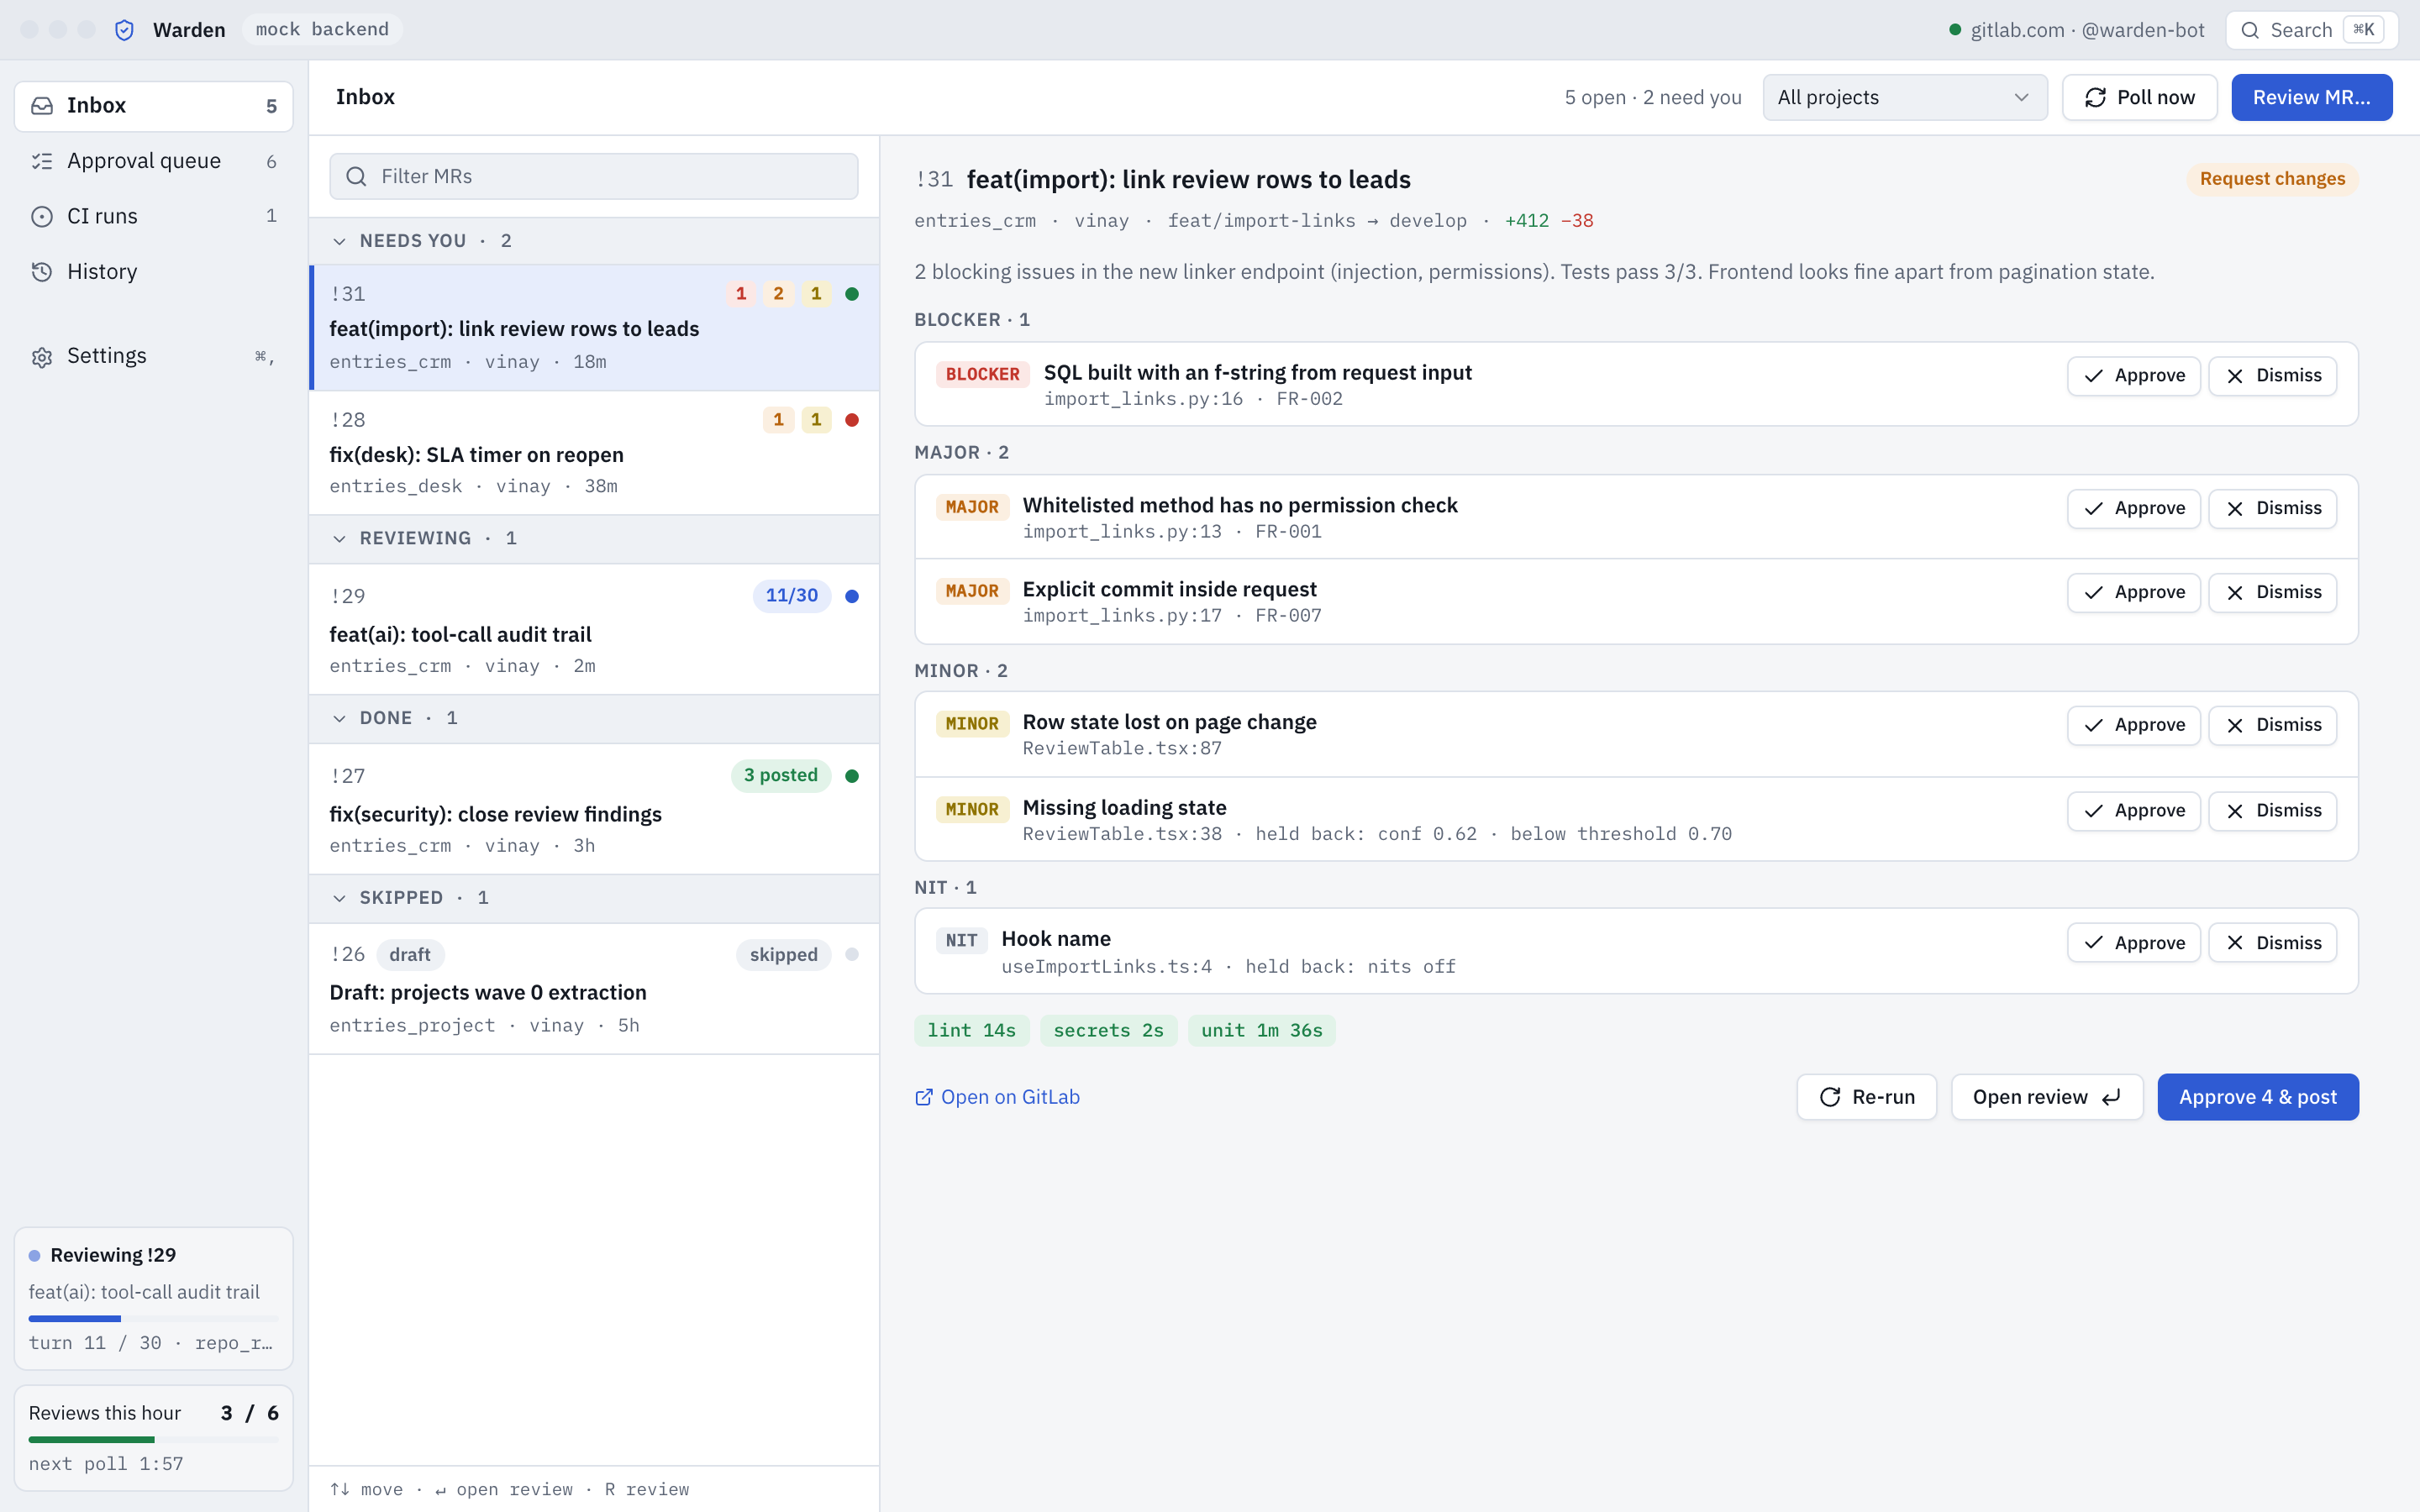 Warden mock backend
gitlab.com · @warden-bot
Search ⌘K
Inbox 5
Approval queue 6
CI runs 1
History
Settings ⌘,
Reviewing !29
feat(ai): tool-call audit trail
turn 11 / 30 · repo_r…
Reviews this hour 3 / 6
next poll 1:57
Inbox
5 open · 2 need you
All projects
Poll now
Review MR…
Filter MRs
NEEDS YOU · 2
!31 1 2 1
feat(import): link review rows to leads
entries_crm · vinay · 18m
!28 1 1
fix(desk): SLA timer on reopen
entries_desk · vinay · 38m
REVIEWING · 1
!29 11/30
feat(ai): tool-call audit trail
entries_crm · vinay · 2m
DONE · 1
!27 3 posted
fix(security): close review findings
entries_crm · vinay · 3h
SKIPPED · 1
!26 draft skipped
Draft: projects wave 0 extraction
entries_project · vinay · 5h
↑↓ move · ↵ open review · R review
!31 feat(import): link review rows to leads
Request changes
entries_crm · vinay · feat/import-links → develop · +412 −38
2 blocking issues in the new linker endpoint (injection, permissions). Tests pass 3/3. Frontend looks fine apart from pagination state.
BLOCKER · 1
BLOCKER SQL built with an f-string from request input
import_links.py:16 · FR-002
Approve Dismiss
MAJOR · 2
MAJOR Whitelisted method has no permission check
import_links.py:13 · FR-001
Approve Dismiss
MAJOR Explicit commit inside request
import_links.py:17 · FR-007
Approve Dismiss
MINOR · 2
MINOR Row state lost on page change
ReviewTable.tsx:87
Approve Dismiss
MINOR Missing loading state
ReviewTable.tsx:38 · held back: conf 0.62 · below threshold 0.70
Approve Dismiss
NIT · 1
NIT Hook name
useImportLinks.ts:4 · held back: nits off
Approve Dismiss
lint 14s secrets 2s unit 1m 36s
Open on GitLab
Re-run
Open review ↵
Approve 4 & post